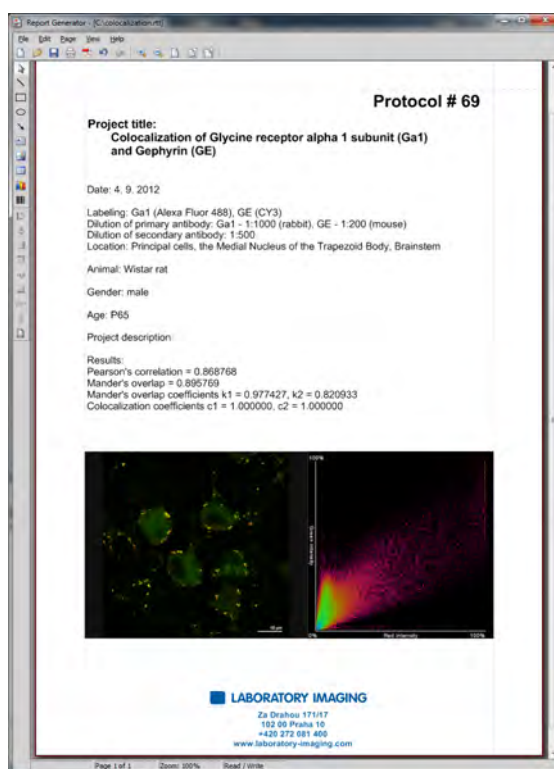 Report Generator - [C:\colocalization.rtt]
File Edit Page View Help
Protocol # 69
Project title:
Colocalization of Glycine receptor alpha 1 subunit (Ga1)
and Gephyrin (GE)
Date: 4. 9. 2012
Labeling: Ga1 (Alexa Fluor 488), GE (CY3)
Dilution of primary antibody: Ga1 - 1:1000 (rabbit), GE - 1:200 (mouse)
Dilution of secondary antibody: 1:500
Location: Principal cells, the Medial Nucleus of the Trapezoid Body, Brainstem
Animal: Wistar rat
Gender: male
Age: P65
Project description
Results:
Pearson's correlation = 0.868768
Mander's overlap = 0.895769
Mander's overlap coefficients k1 = 0.977427, k2 = 0.820933
Colocalization coefficients c1 = 1.000000, c2 = 1.000000
100%
Green Intensity
0%
Red Intensity
100%
LABORATORY IMAGING
Za Drahou 171/17
102 00 Praha 10
+420 272 081 400
www.laboratory-imaging.com
Page 1 of 1 Zoom: 100% Read / Write